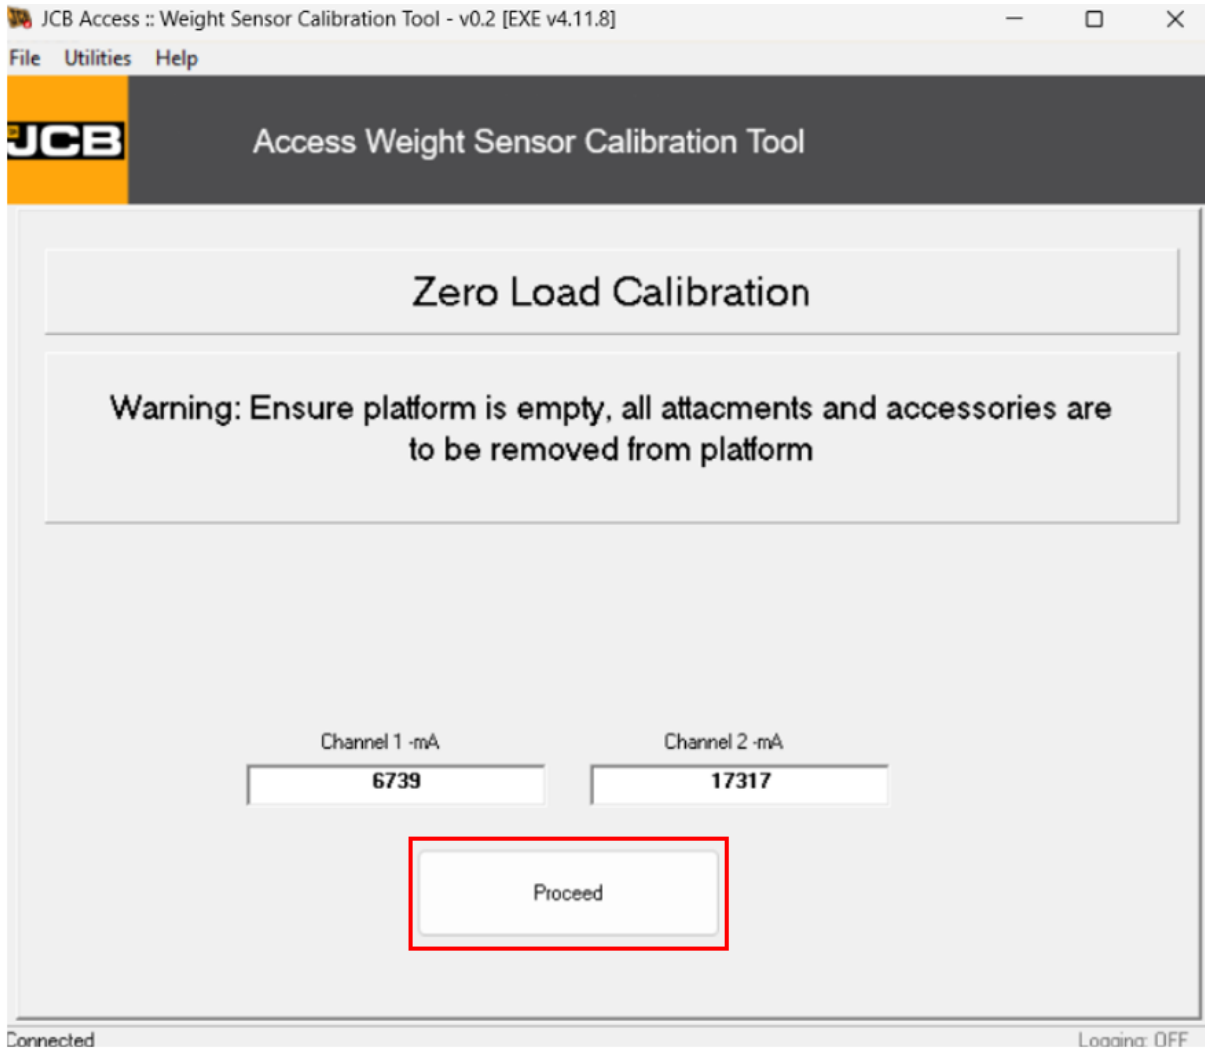 JCB Access :: Weight Sensor Calibration Tool - v0.2 [EXE v4.11.8]
File Utilities Help
JCB
Access Weight Sensor Calibration Tool
Zero Load Calibration
Warning: Ensure platform is empty, all attacments and accessories are
to be removed from platform
Channel 1 -mA Channel 2 -mA
6739 17317
Proceed
Connected Logging: OFF